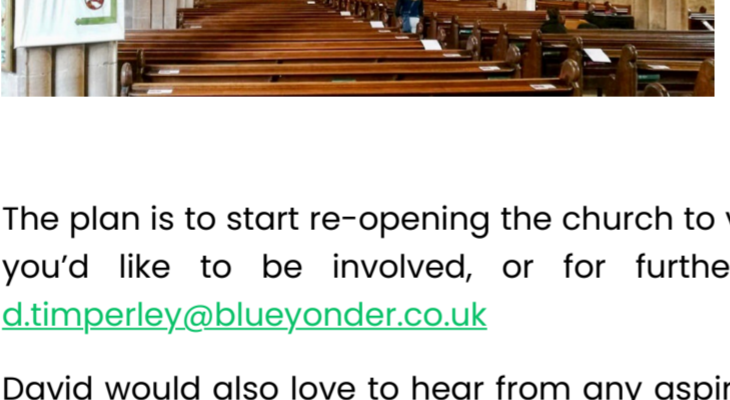 The plan is to start re-opening the church to
you'd like to be involved, or for furthe
d.timperley@blueyonder.co.uk
David would also love to hear from any aspir